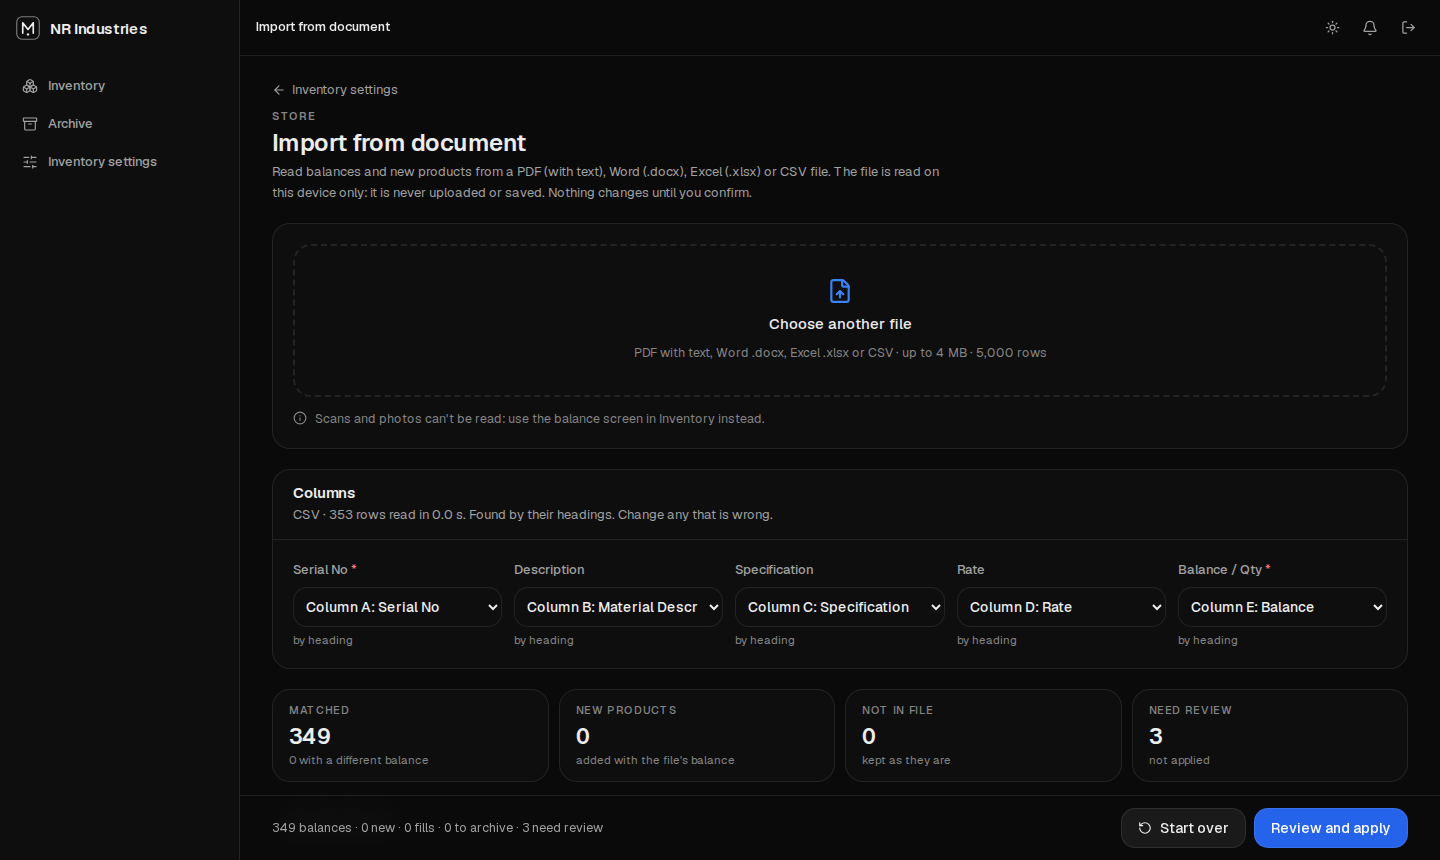 NR Industries
Import from document
Inventory
Archive
Inventory settings
Inventory settings
STORE
Import from document
Read balances and new products from a PDF (with text), Word (.docx), Excel (.xlsx) or CSV file. The file is read on
this device only: it is never uploaded or saved. Nothing changes until you confirm.
Choose another file
PDF with text, Word .docx, Excel .xlsx or CSV · up to 4 MB · 5,000 rows
Scans and photos can't be read: use the balance screen in Inventory instead.
Columns
CSV · 353 rows read in 0.0 s. Found by their headings. Change any that is wrong.
Serial No * Description Specification Rate Balance / Qty *
Column A: Serial No Column B: Material Descr Column C: Specification Column D: Rate Column E: Balance
by heading by heading by heading by heading by heading
MATCHED NEW PRODUCTS NOT IN FILE NEED REVIEW
349 0 0 3
0 with a different balance added with the file's balance kept as they are not applied
349 balances · 0 new · 0 fills · 0 to archive · 3 need review Start over Review and apply